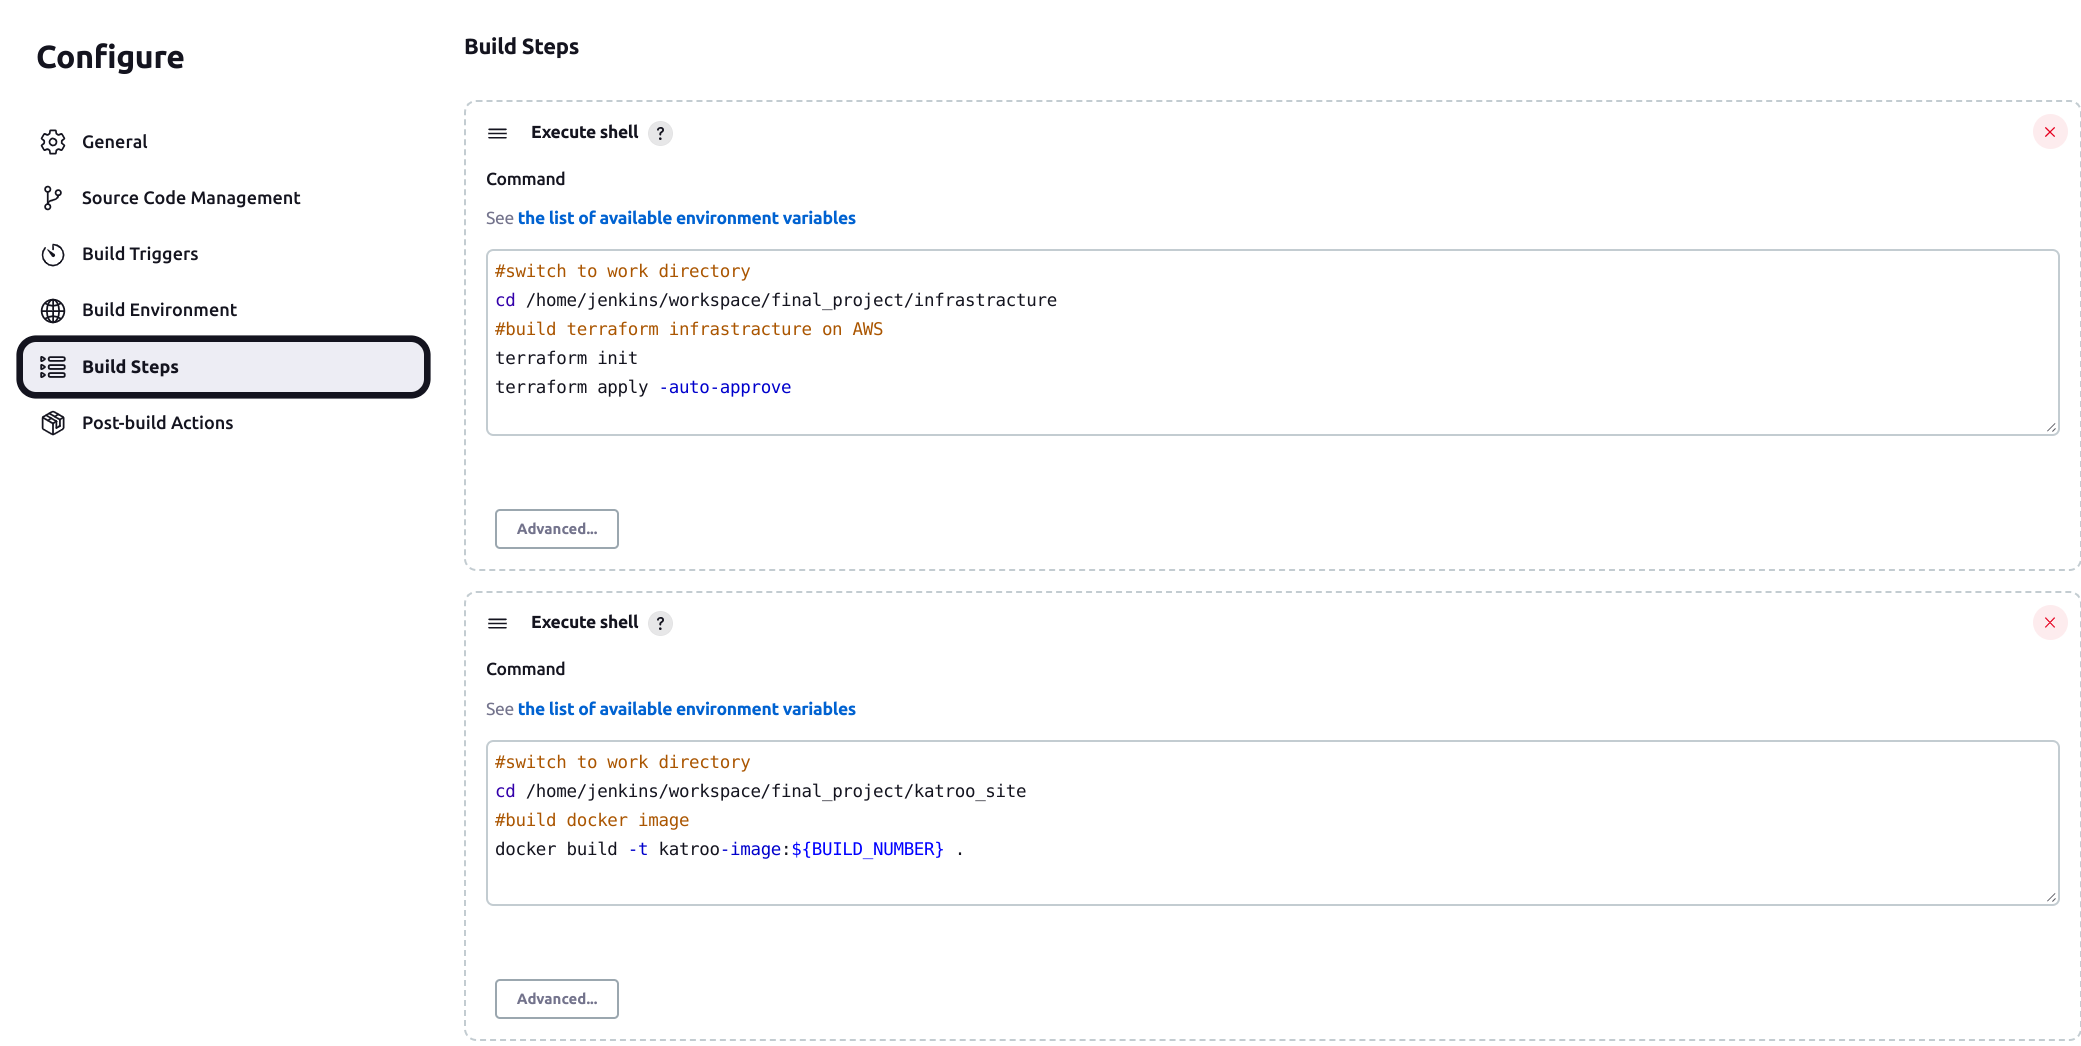 Configure
General
Source Code Management
Build Triggers
Build Environment
Build Steps
Post-build Actions
Build Steps
Execute shell ?
Command
See the list of available environment variables
#switch to work directory
cd /home/jenkins/workspace/final_project/infrastracture
#build terraform infrastracture on AWS
terraform init
terraform apply -auto-approve
Advanced...
Execute shell ?
Command
See the list of available environment variables
#switch to work directory
cd /home/jenkins/workspace/final_project/katroo_site
#build docker image
docker build -t katroo-image:${BUILD_NUMBER} .
Advanced...